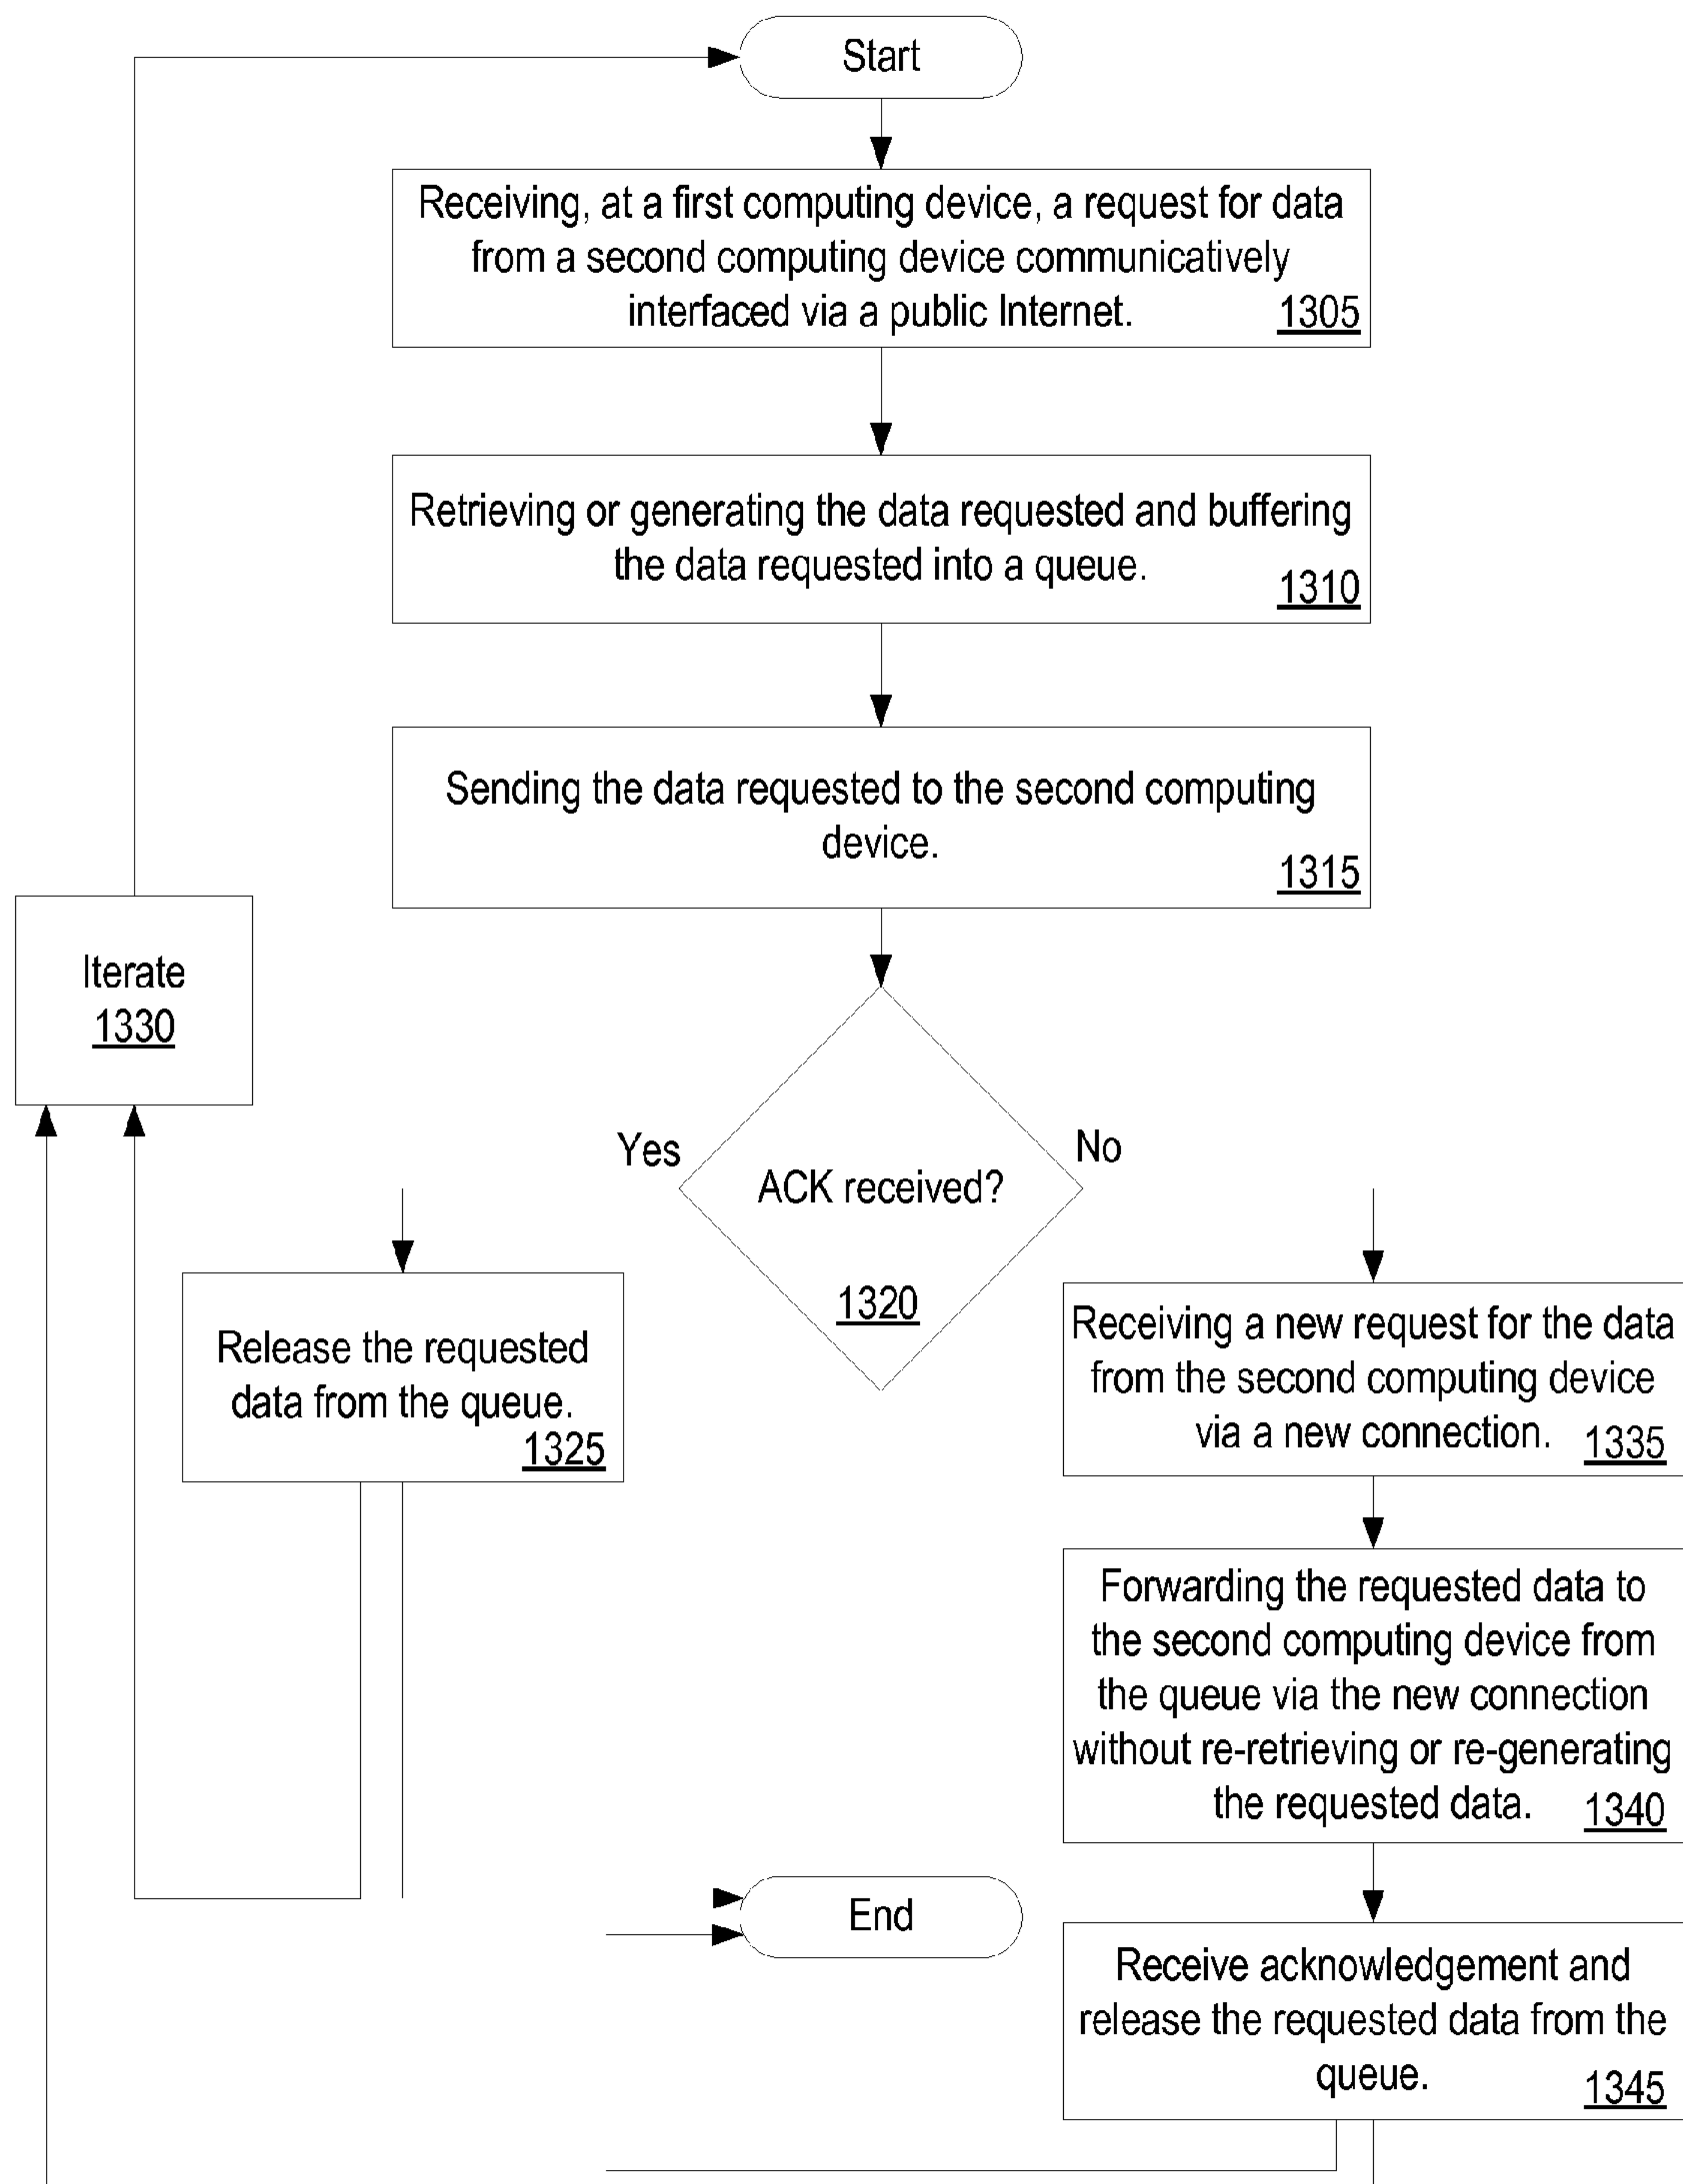 Start
Receiving, at a first computing device, a request for data
from a second computing device communicatively
interfaced via a public Internet.
1305
Retrieving or generating the data requested and buffering
the data requested into a queue.
1310
Sending the data requested to the second computing
device.
1315
Iterate
1330
Yes
No
ACK received?
1320
Release the requested
data from the queue.
1325
Receiving a new request for the data
from the second computing device
via a new connection.
1335
Forwarding the requested data to
the second computing device from
the queue via the new connection
without re-retrieving or re-generating
the requested data.
1340
End
Receive acknowledgement and
release the requested data from the
queue.
1345